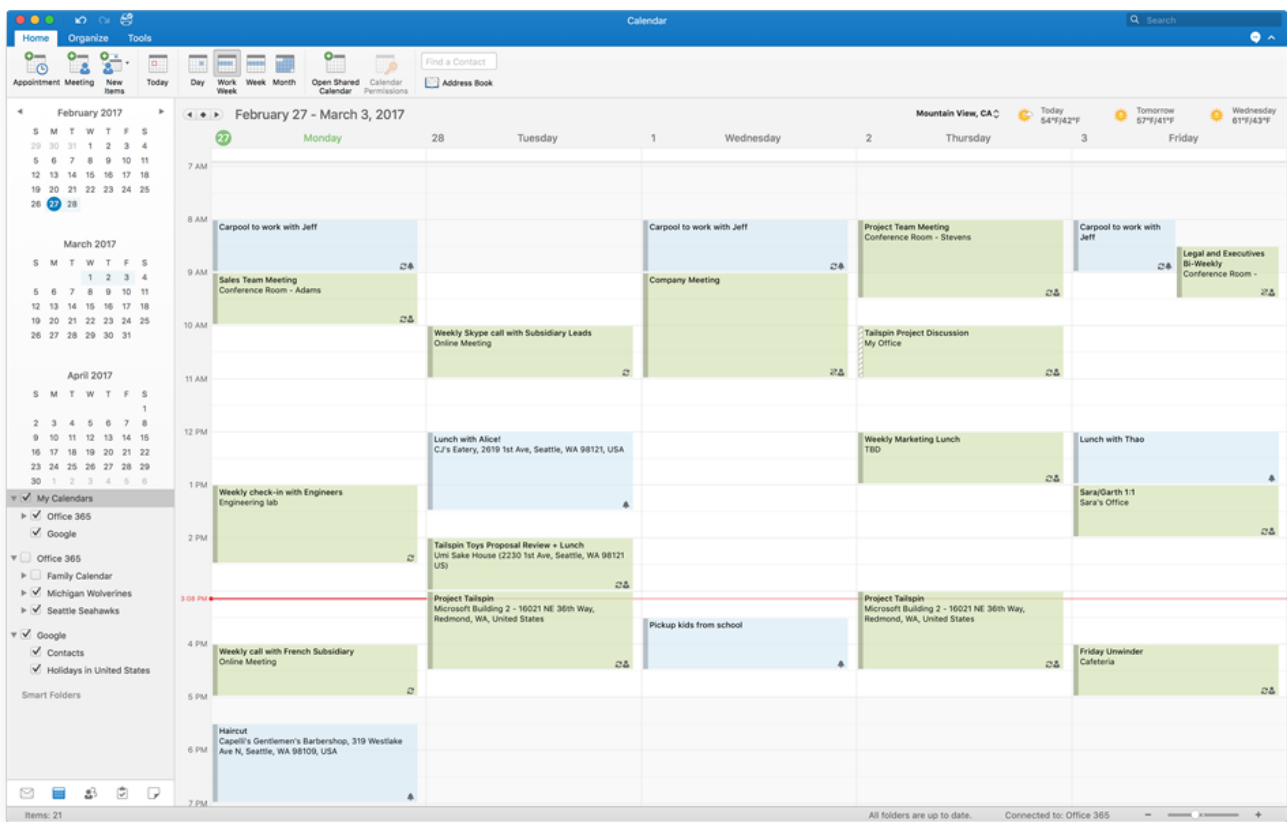 Calendar
Search
Home Organize Tools
Appointment Meeting New Items Today Day Work Week Week Month Open Shared Calendar Calendar Permissions
Find a Contact
Address Book
February 2017
S M T W T F S
29 30 31 1 2 3 4
5 6 7 8 9 10 11
12 13 14 15 16 17 18
19 20 21 22 23 24 25
26 27 28
March 2017
S M T W T F S
1 2 3 4
5 6 7 8 9 10 11
12 13 14 15 16 17 18
19 20 21 22 23 24 25
26 27 28 29 30 31
April 2017
S M T W T F S
1
2 3 4 5 6 7 8
9 10 11 12 13 14 15
16 17 18 19 20 21 22
23 24 25 26 27 28 29
30 1 2 3 4 5 6
My Calendars
Office 365
Google
Office 365
Family Calendar
Michigan Wolverines
Seattle Seahawks
Google
Contacts
Holidays in United States
Smart Folders
February 27 - March 3, 2017
Mountain View, CA
Today
54°F/42°F
Tomorrow
57°F/41°F
Wednesday
61°F/43°F
27 Monday
28 Tuesday
1 Wednesday
2 Thursday
3 Friday
7 AM
8 AM
9 AM
10 AM
11 AM
12 PM
1 PM
2 PM
3:08 PM
4 PM
5 PM
6 PM
7 PM
Carpool to work with Jeff
Sales Team Meeting
Conference Room - Adams
Weekly check-in with Engineers
Engineering lab
Weekly call with French Subsidiary
Online Meeting
Haircut
Capelli's Gentlemen's Barbershop, 319 Westlake
Ave N, Seattle, WA 98109, USA
Weekly Skype call with Subsidiary Leads
Online Meeting
Lunch with Alice!
CJ's Eatery, 2619 1st Ave, Seattle, WA 98121, USA
Tailspin Toys Proposal Review + Lunch
Umi Sake House (2230 1st Ave, Seattle, WA 98121
US)
Project Tailspin
Microsoft Building 2 - 16021 NE 36th Way,
Redmond, WA, United States
Carpool to work with Jeff
Company Meeting
Pickup kids from school
Project Team Meeting
Conference Room - Stevens
Tailspin Project Discussion
My Office
Weekly Marketing Lunch
TBD
Project Tailspin
Microsoft Building 2 - 16021 NE 36th Way,
Redmond, WA, United States
Carpool to work with
Jeff
Legal and Executives
Bi-Weekly
Conference Room -
Lunch with Thao
Sara/Garth 1:1
Sara's Office
Friday Unwinder
Cafeteria
Items: 21
All folders are up to date.
Connected to: Office 365